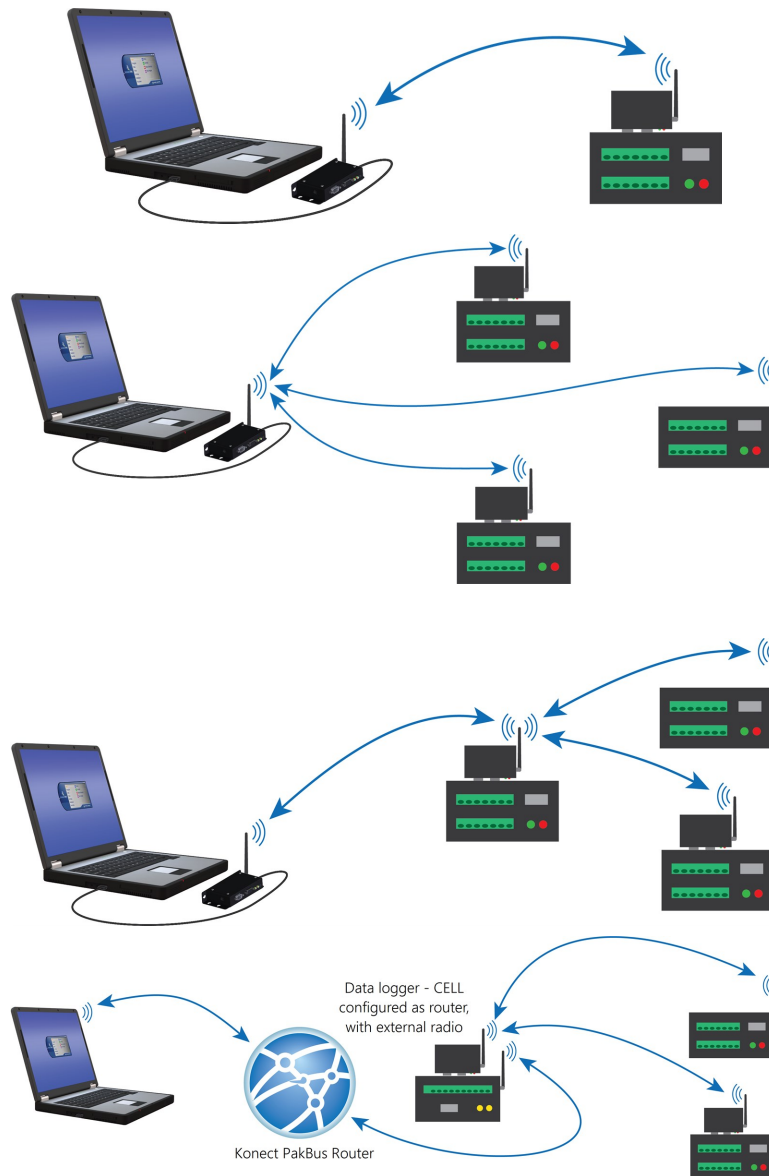 Data logger - CELL
configured as router,
with external radio
Konect PakBus Router